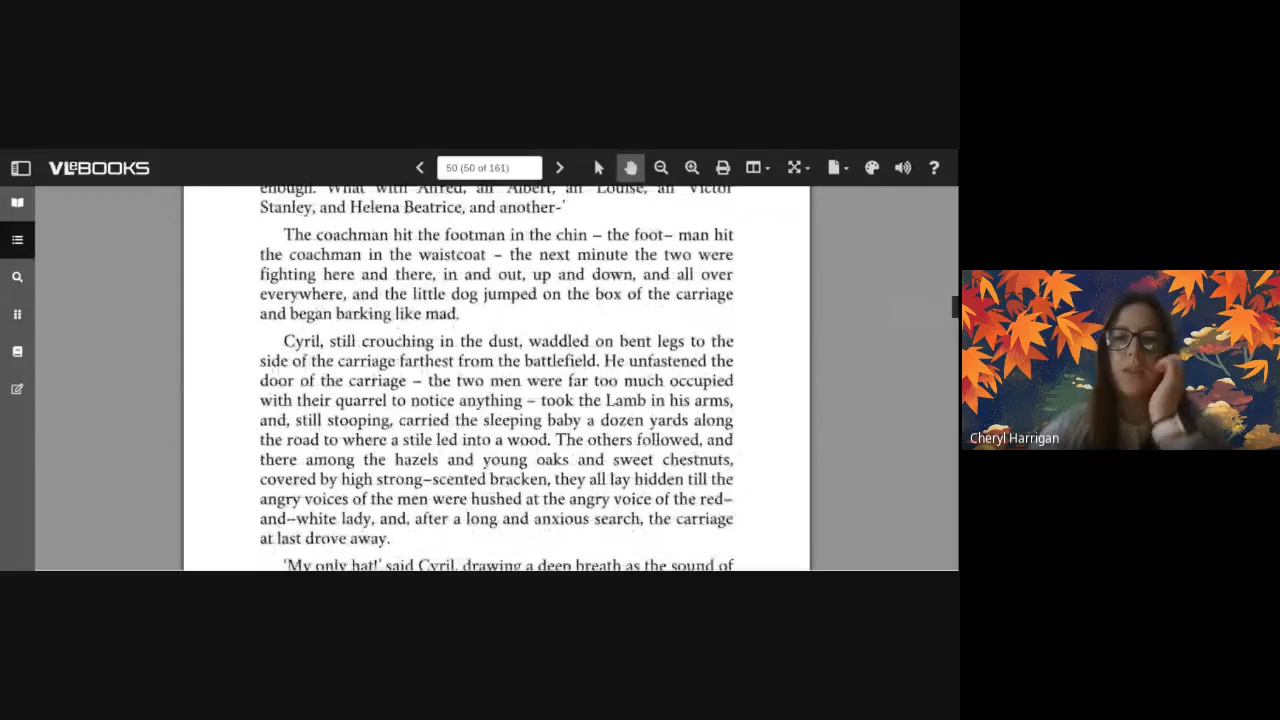 VLeBOOKS
50 (50 of 161)
enough. What with Alfred, an' Albert, an' Louise, an' Victor
Stanley, and Helena Beatrice, and another-'
The coachman hit the footman in the chin – the foot– man hit
the coachman in the waistcoat – the next minute the two were
fighting here and there, in and out, up and down, and all over
everywhere, and the little dog jumped on the box of the carriage
and began barking like mad.
Cyril, still crouching in the dust, waddled on bent legs to the
side of the carriage farthest from the battlefield. He unfastened the
door of the carriage – the two men were far too much occupied
with their quarrel to notice anything – took the Lamb in his arms,
and, still stooping, carried the sleeping baby a dozen yards along
the road to where a stile led into a wood. The others followed, and
there among the hazels and young oaks and sweet chestnuts,
covered by high strong–scented bracken, they all lay hidden till the
angry voices of the men were hushed at the angry voice of the red–
and–white lady, and, after a long and anxious search, the carriage
at last drove away.
'My only hat!' said Cyril, drawing a deep breath as the sound of
Cheryl Harrigan